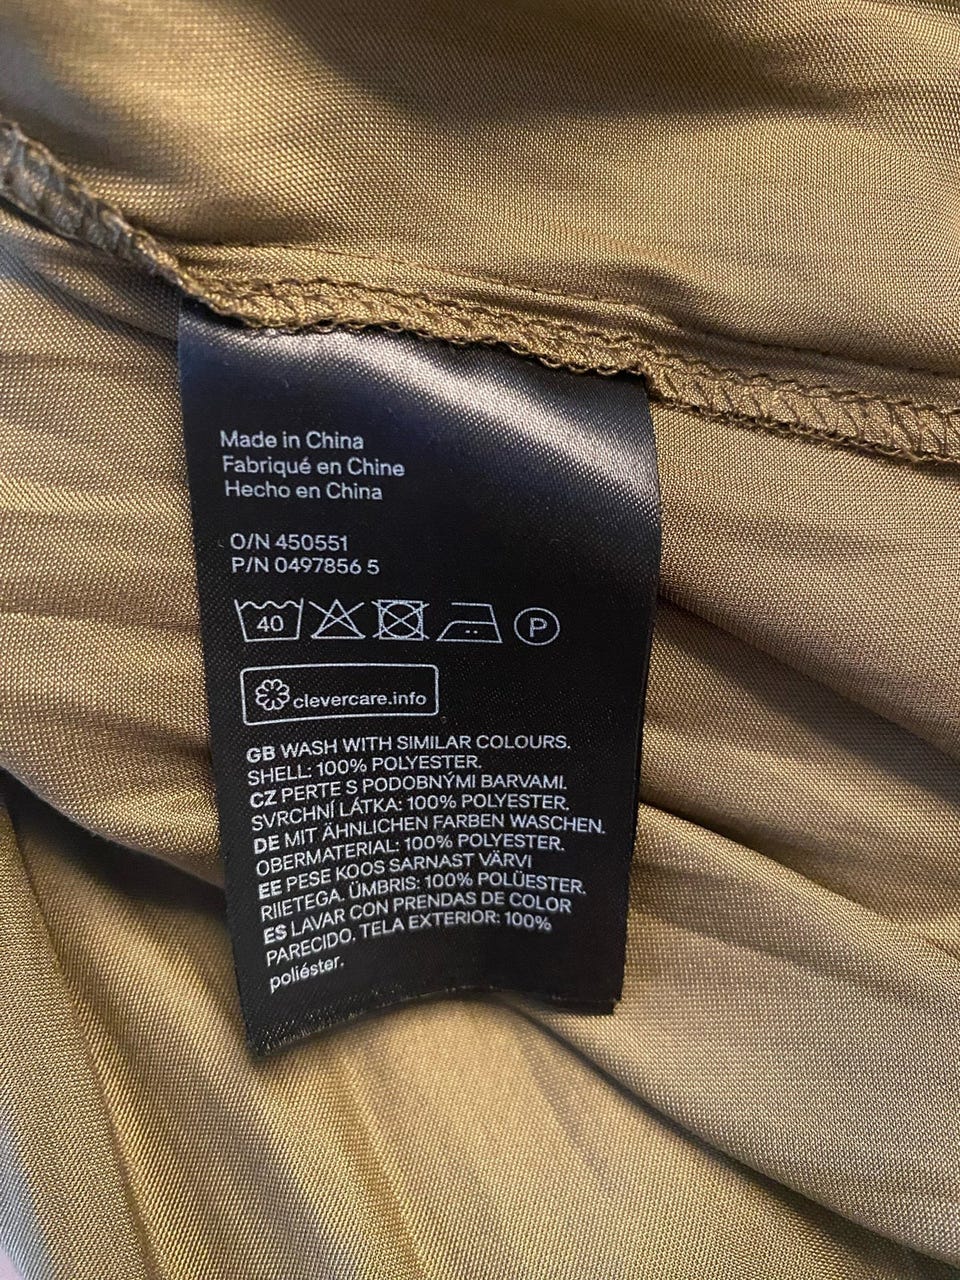 Made in China
Fabriqué en Chine
Hecho en China
O/N 450551
P/N 0497856 5
40
P
clevercare.info
GB WASH WITH SIMILAR COLOURS.
SHELL: 100% POLYESTER.
CZ PERTE S PODOBNÝMI BARVAMI.
SVRCHNÍ LÁTKA: 100% POLYESTER.
DE MIT ÄHNLICHEN FARBEN WASCHEN.
OBERMATERIAL: 100% POLYESTER.
EE PESE KOOS SARNAST VÄRVI
RIIETEGA. ÜMBRIS: 100% POLÜESTER.
ES LAVAR CON PRENDAS DE COLOR
PARECIDO. TELA EXTERIOR: 100%
poliéster.